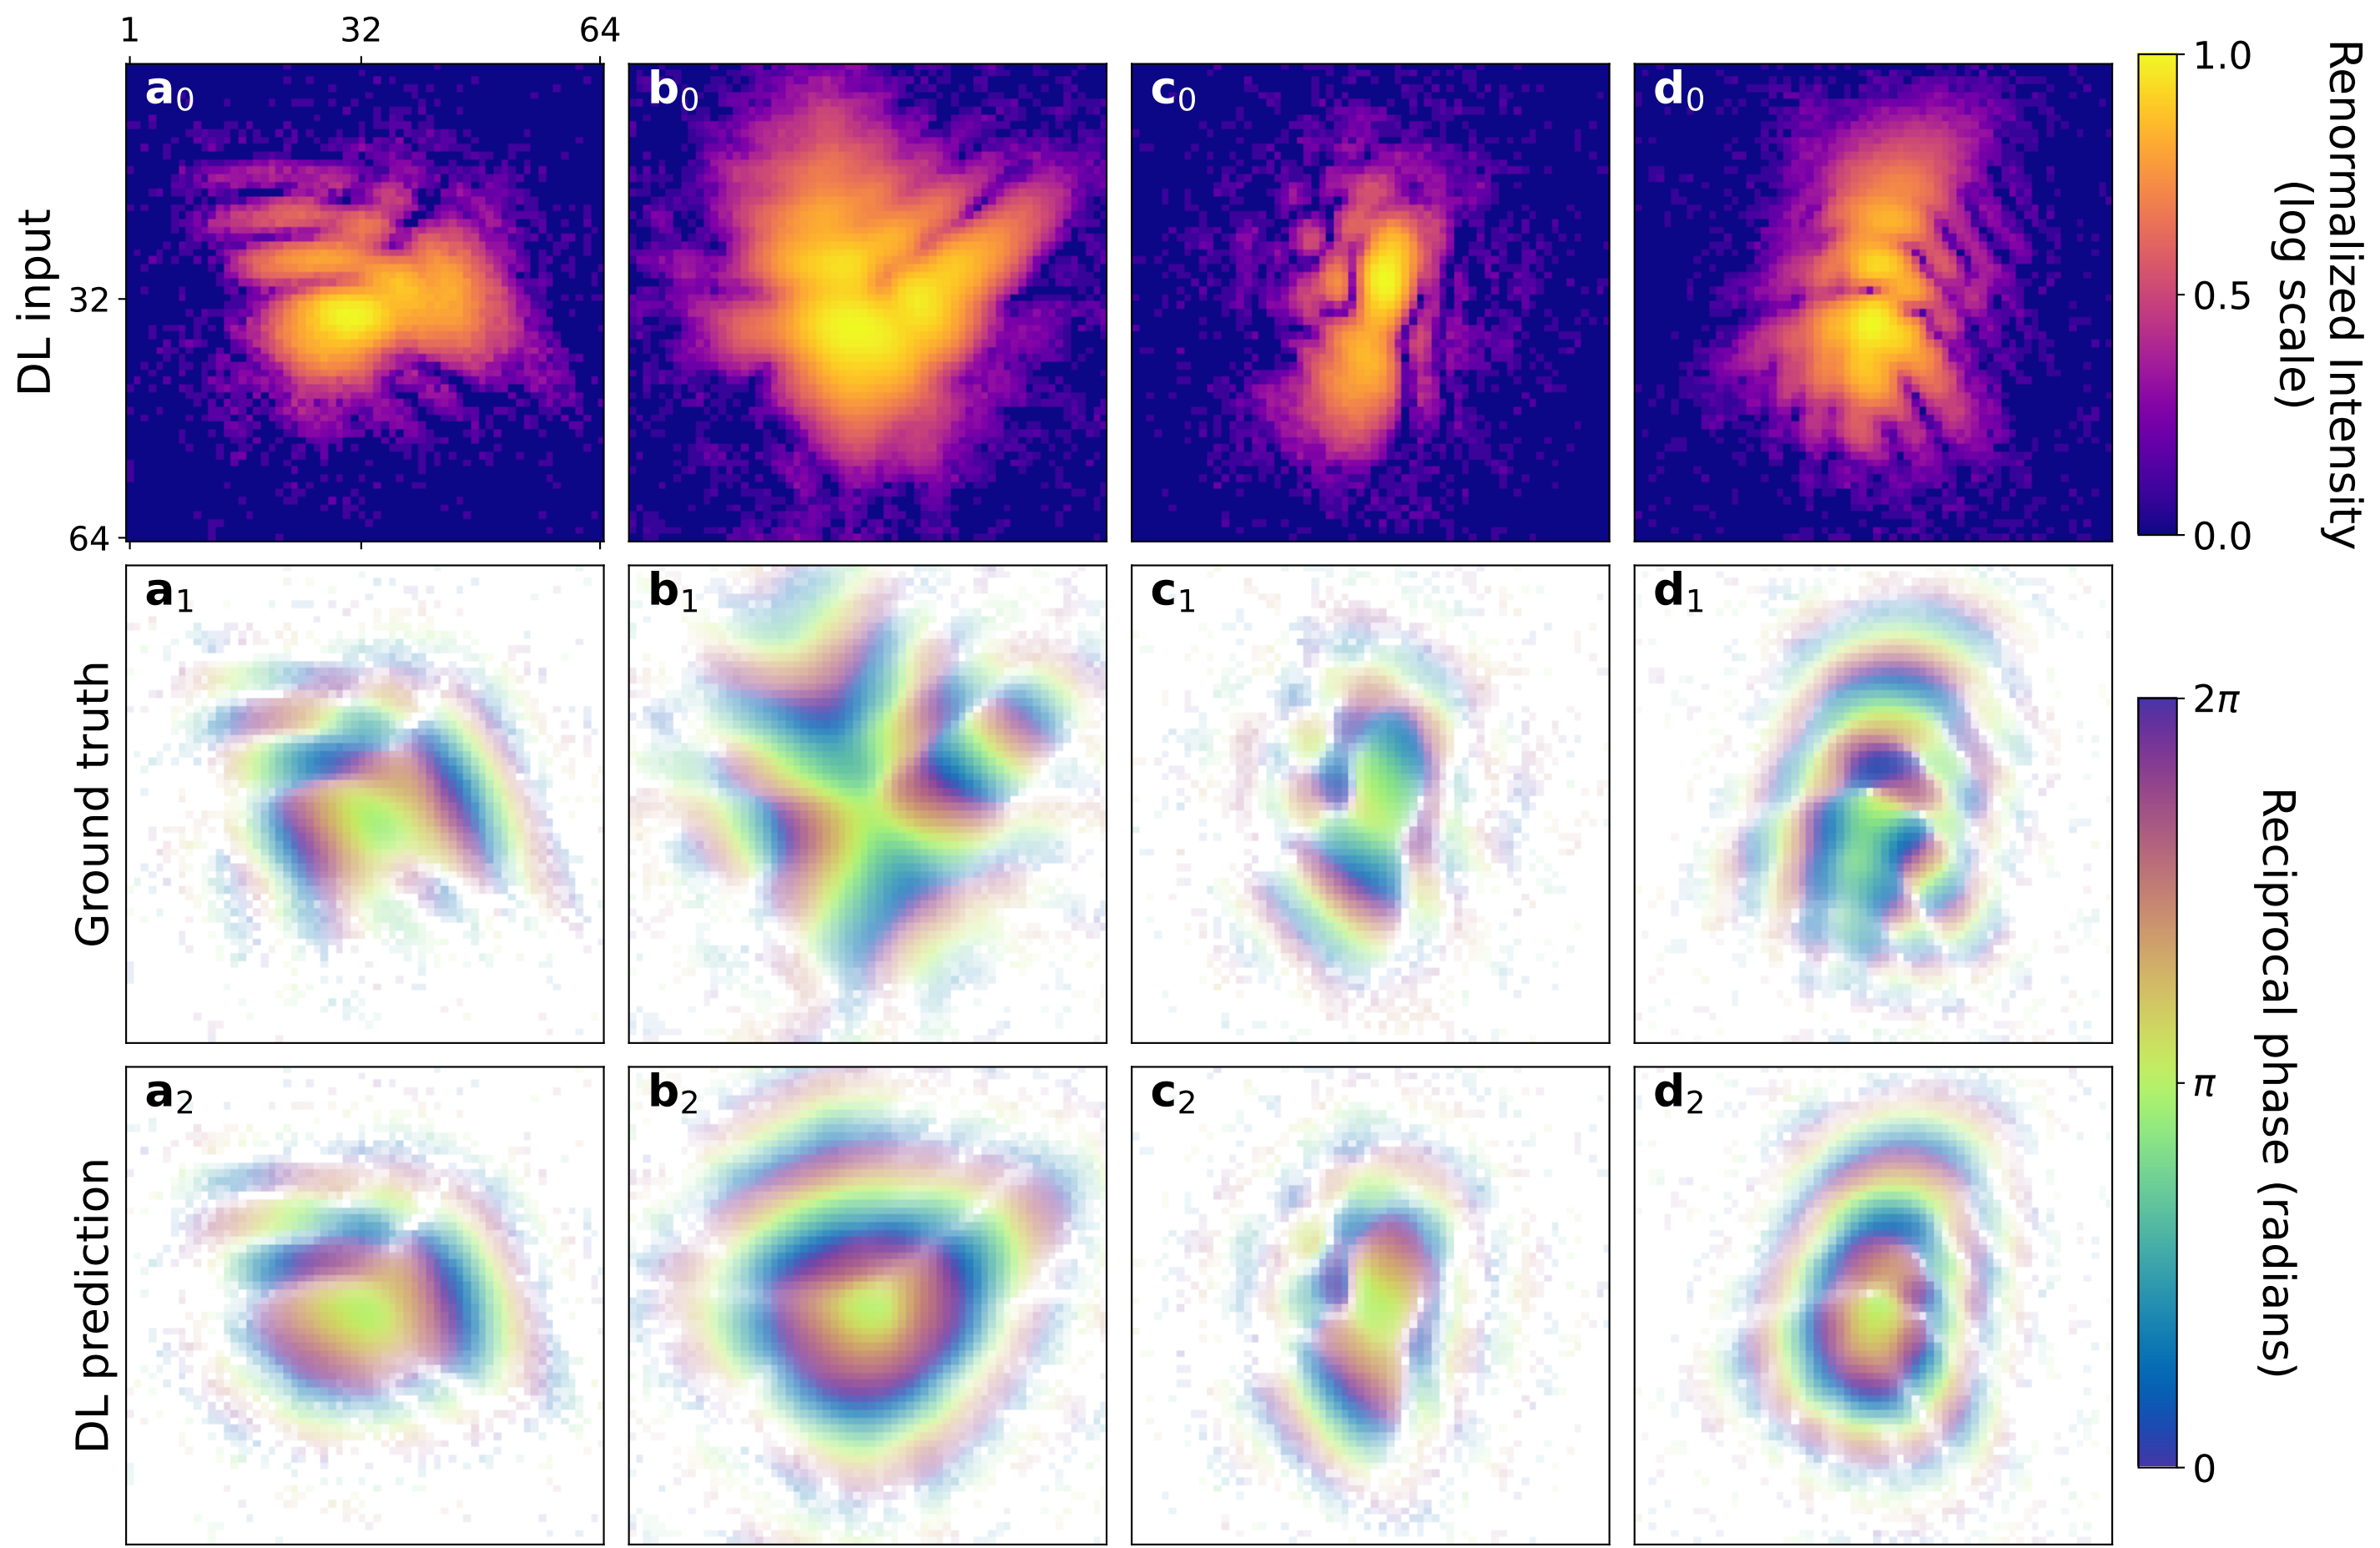 1 32 64
DL input
32
64
a₀ b₀ c₀ d₀
1.0
0.5
0.0
Renormalized Intensity
(log scale)
Ground truth
a₁ b₁ c₁ d₁
DL prediction
a₂ b₂ c₂ d₂
2π
π
0
Reciprocal phase (radians)